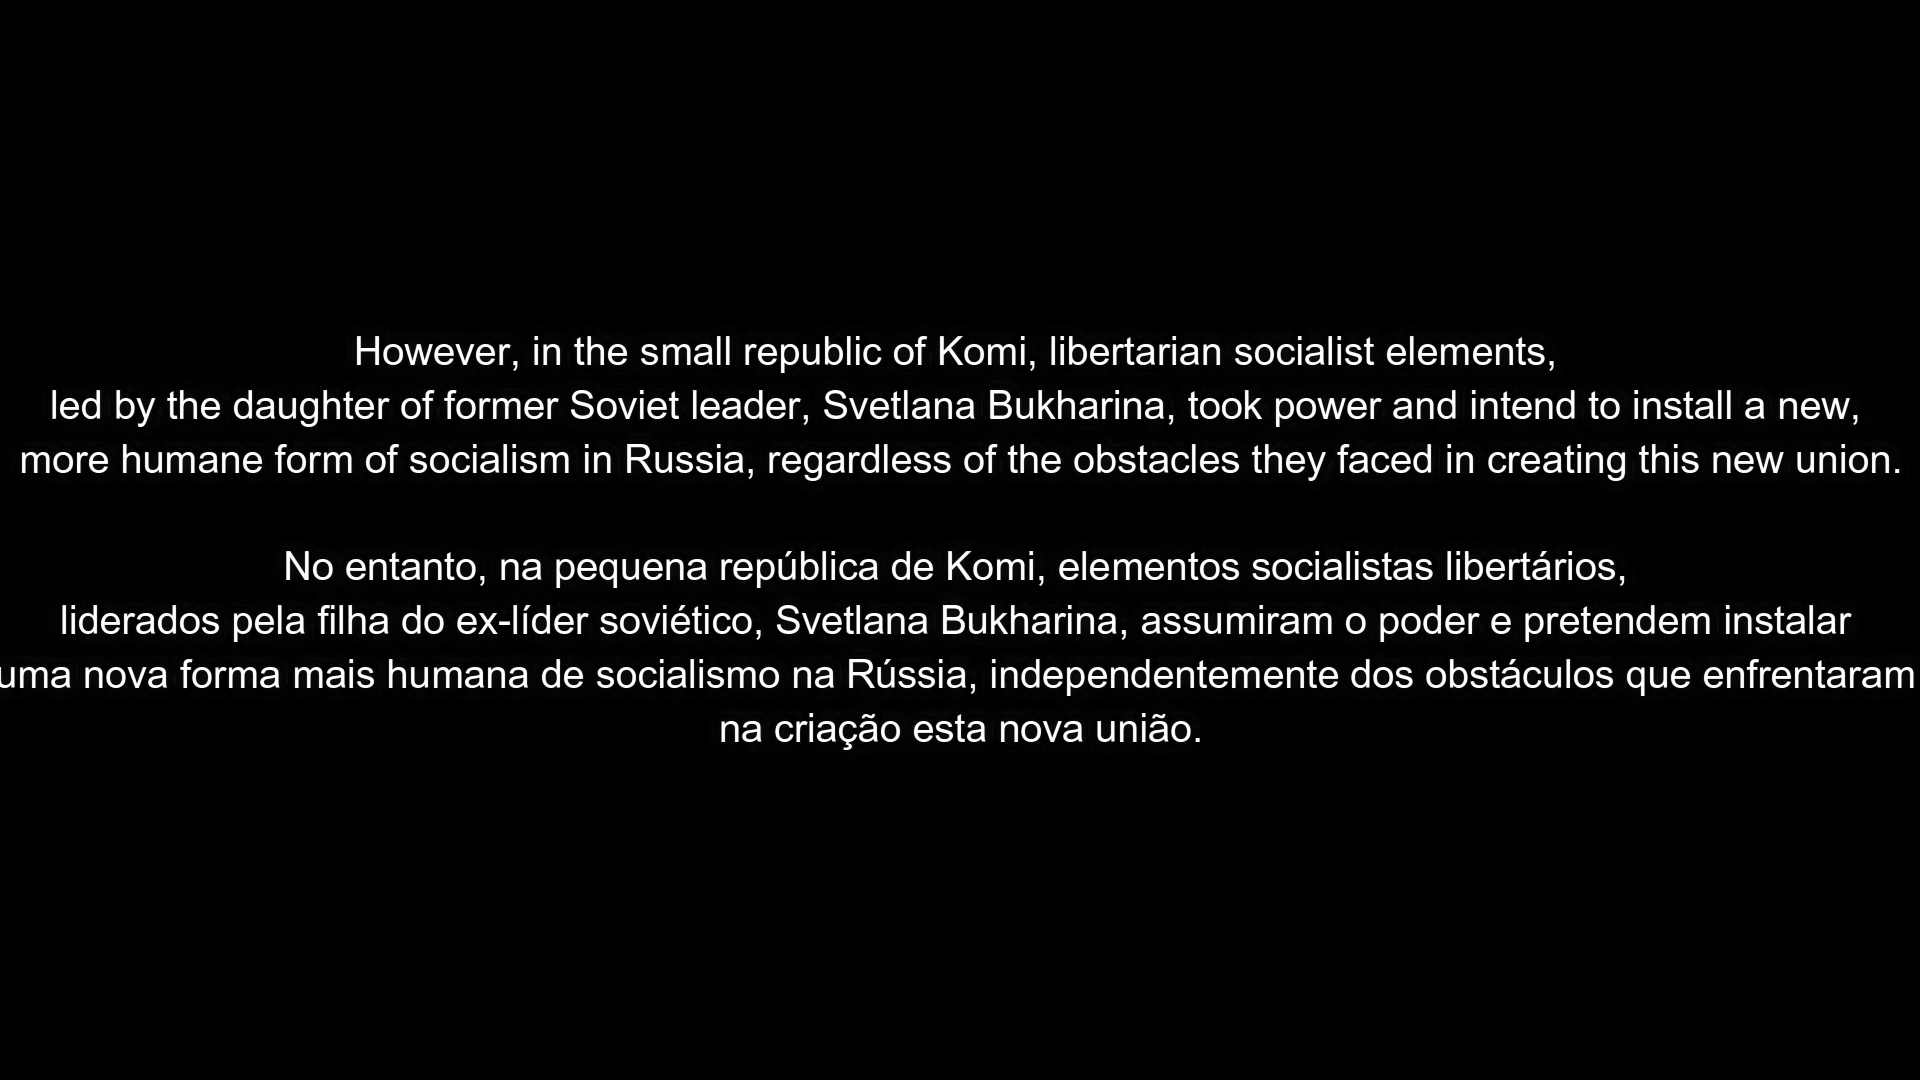 However, in the small republic of Komi, libertarian socialist elements,
led by the daughter of former Soviet leader, Svetlana Bukharina, took power and intend to install a new,
more humane form of socialism in Russia, regardless of the obstacles they faced in creating this new union.
No entanto, na pequena república de Komi, elementos socialistas libertários,
liderados pela filha do ex-líder soviético, Svetlana Bukharina, assumiram o poder e pretendem instalar
uma nova forma mais humana de socialismo na Rússia, independentemente dos obstáculos que enfrentaram
na criação esta nova união.